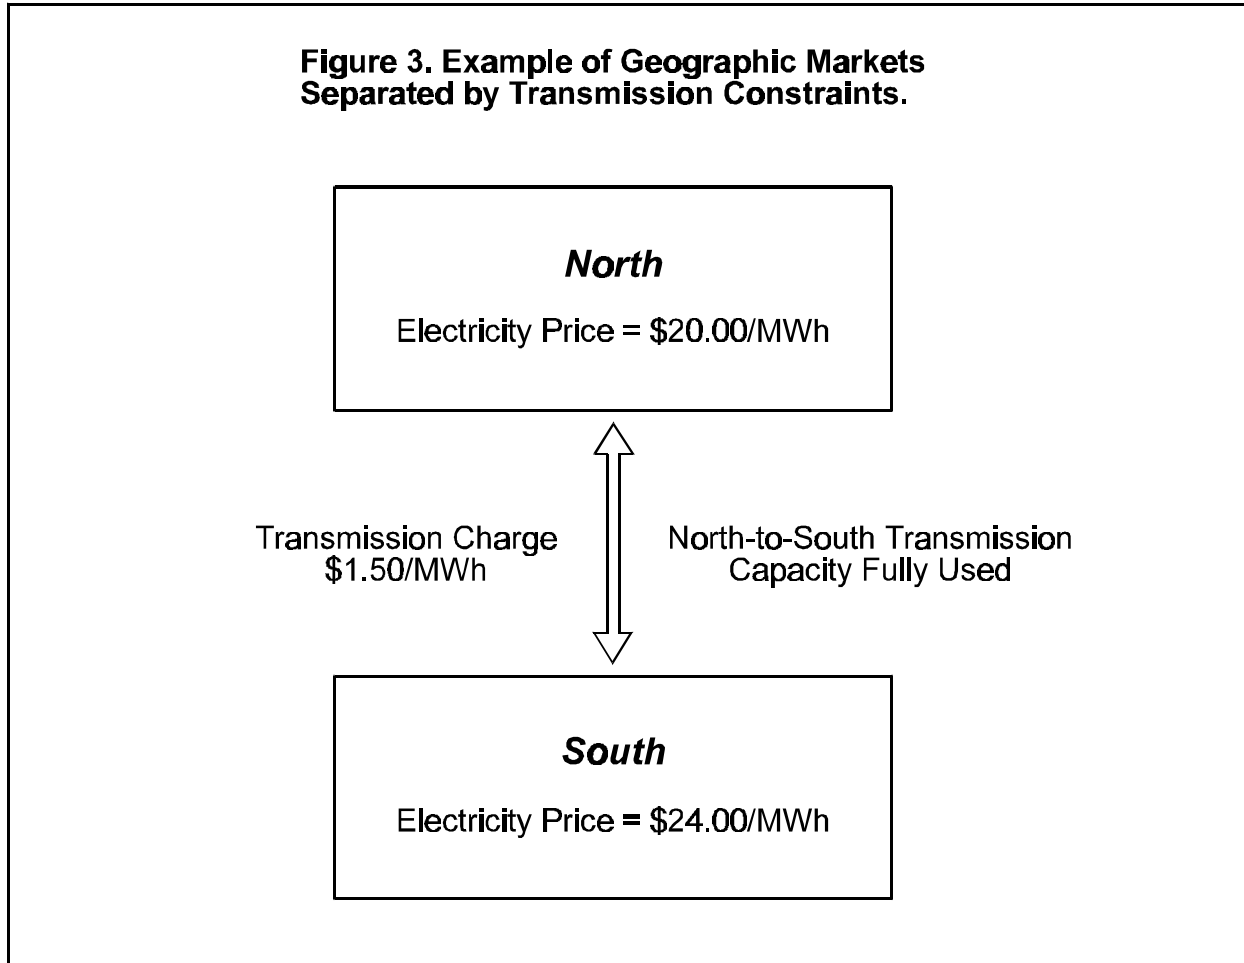 Figure 3. Example of Geographic Markets
Separated by Transmission Constraints.
North
Electricity Price = $20.00/MWh
Transmission Charge
$1.50/MWh
North-to-South Transmission
Capacity Fully Used
South
Electricity Price = $24.00/MWh